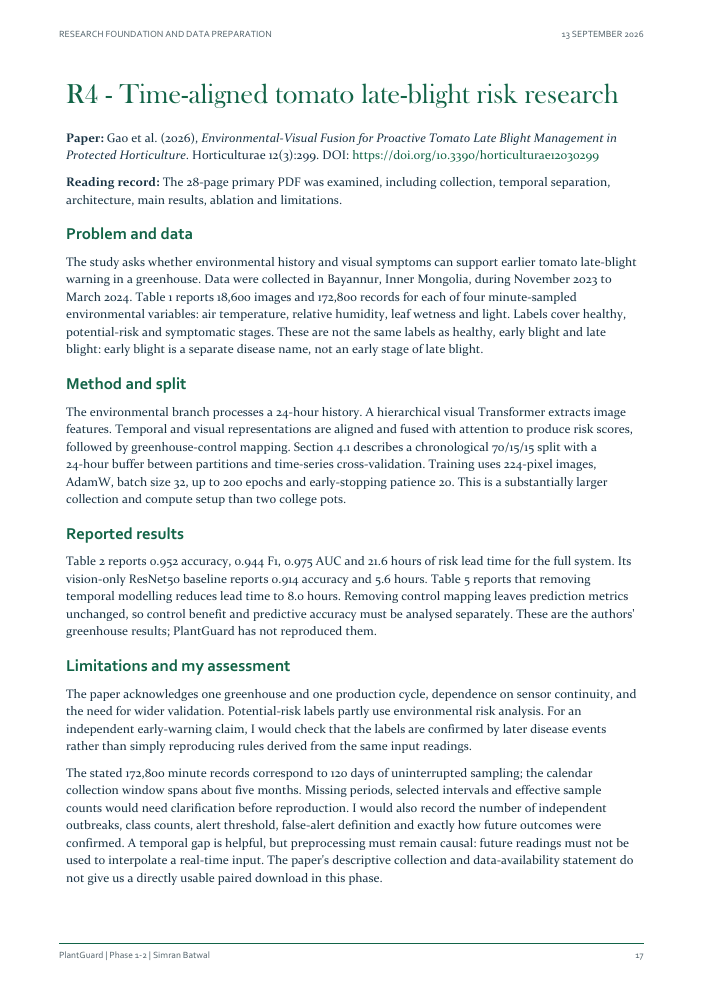 RESEARCH FOUNDATION AND DATA PREPARATION
13 SEPTEMBER 2026
R4 - Time-aligned tomato late-blight risk research
Paper: Gao et al. (2026), Environmental-Visual Fusion for Proactive Tomato Late Blight Management in
Protected Horticulture. Horticulturae 12(3):299. DOI: https://doi.org/10.3390/horticulturae12030299
Reading record: The 28-page primary PDF was examined, including collection, temporal separation,
architecture, main results, ablation and limitations.
Problem and data
The study asks whether environmental history and visual symptoms can support earlier tomato late-blight
warning in a greenhouse. Data were collected in Bayannur, Inner Mongolia, during November 2023 to
March 2024. Table 1 reports 18,600 images and 172,800 records for each of four minute-sampled
environmental variables: air temperature, relative humidity, leaf wetness and light. Labels cover healthy,
potential-risk and symptomatic stages. These are not the same labels as healthy, early blight and late
blight: early blight is a separate disease name, not an early stage of late blight.
Method and split
The environmental branch processes a 24-hour history. A hierarchical visual Transformer extracts image
features. Temporal and visual representations are aligned and fused with attention to produce risk scores,
followed by greenhouse-control mapping. Section 4.1 describes a chronological 70/15/15 split with a
24-hour buffer between partitions and time-series cross-validation. Training uses 224-pixel images,
AdamW, batch size 32, up to 200 epochs and early-stopping patience 20. This is a substantially larger
collection and compute setup than two college pots.
Reported results
Table 2 reports 0.952 accuracy, 0.944 F1, 0.975 AUC and 21.6 hours of risk lead time for the full system. Its
vision-only ResNet50 baseline reports 0.914 accuracy and 5.6 hours. Table 5 reports that removing
temporal modelling reduces lead time to 8.0 hours. Removing control mapping leaves prediction metrics
unchanged, so control benefit and predictive accuracy must be analysed separately. These are the authors'
greenhouse results; PlantGuard has not reproduced them.
Limitations and my assessment
The paper acknowledges one greenhouse and one production cycle, dependence on sensor continuity, and
the need for wider validation. Potential-risk labels partly use environmental risk analysis. For an
independent early-warning claim, I would check that the labels are confirmed by later disease events
rather than simply reproducing rules derived from the same input readings.
The stated 172,800 minute records correspond to 120 days of uninterrupted sampling; the calendar
collection window spans about five months. Missing periods, selected intervals and effective sample
counts would need clarification before reproduction. I would also record the number of independent
outbreaks, class counts, alert threshold, false-alert definition and exactly how future outcomes were
confirmed. A temporal gap is helpful, but preprocessing must remain causal: future readings must not be
used to interpolate a real-time input. The paper's descriptive collection and data-availability statement do
not give us a directly usable paired download in this phase.
PlantGuard | Phase 1-2 | Simran Batwal
17